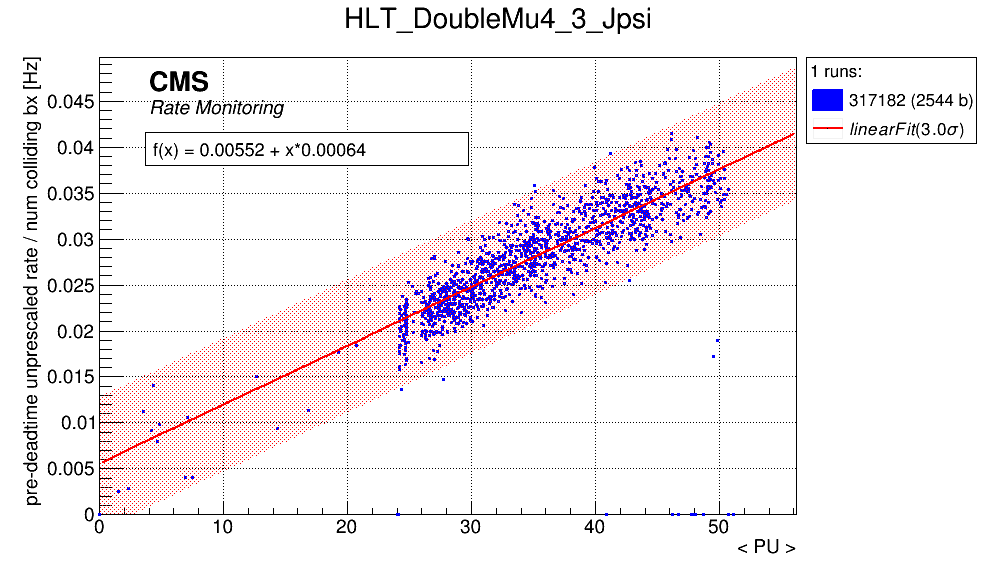 HLT_DoubleMu4_3_Jpsi
pre-deadtime unprescaled rate / num colliding bx [Hz]
CMS
Rate Monitoring
f(x) = 0.00552 + x*0.00064
1 runs:
317182 (2544 b)
linearFit(3.0σ)
0.045
0.04
0.035
0.03
0.025
0.02
0.015
0.01
0.005
0
0 10 20 30 40 50
< PU >